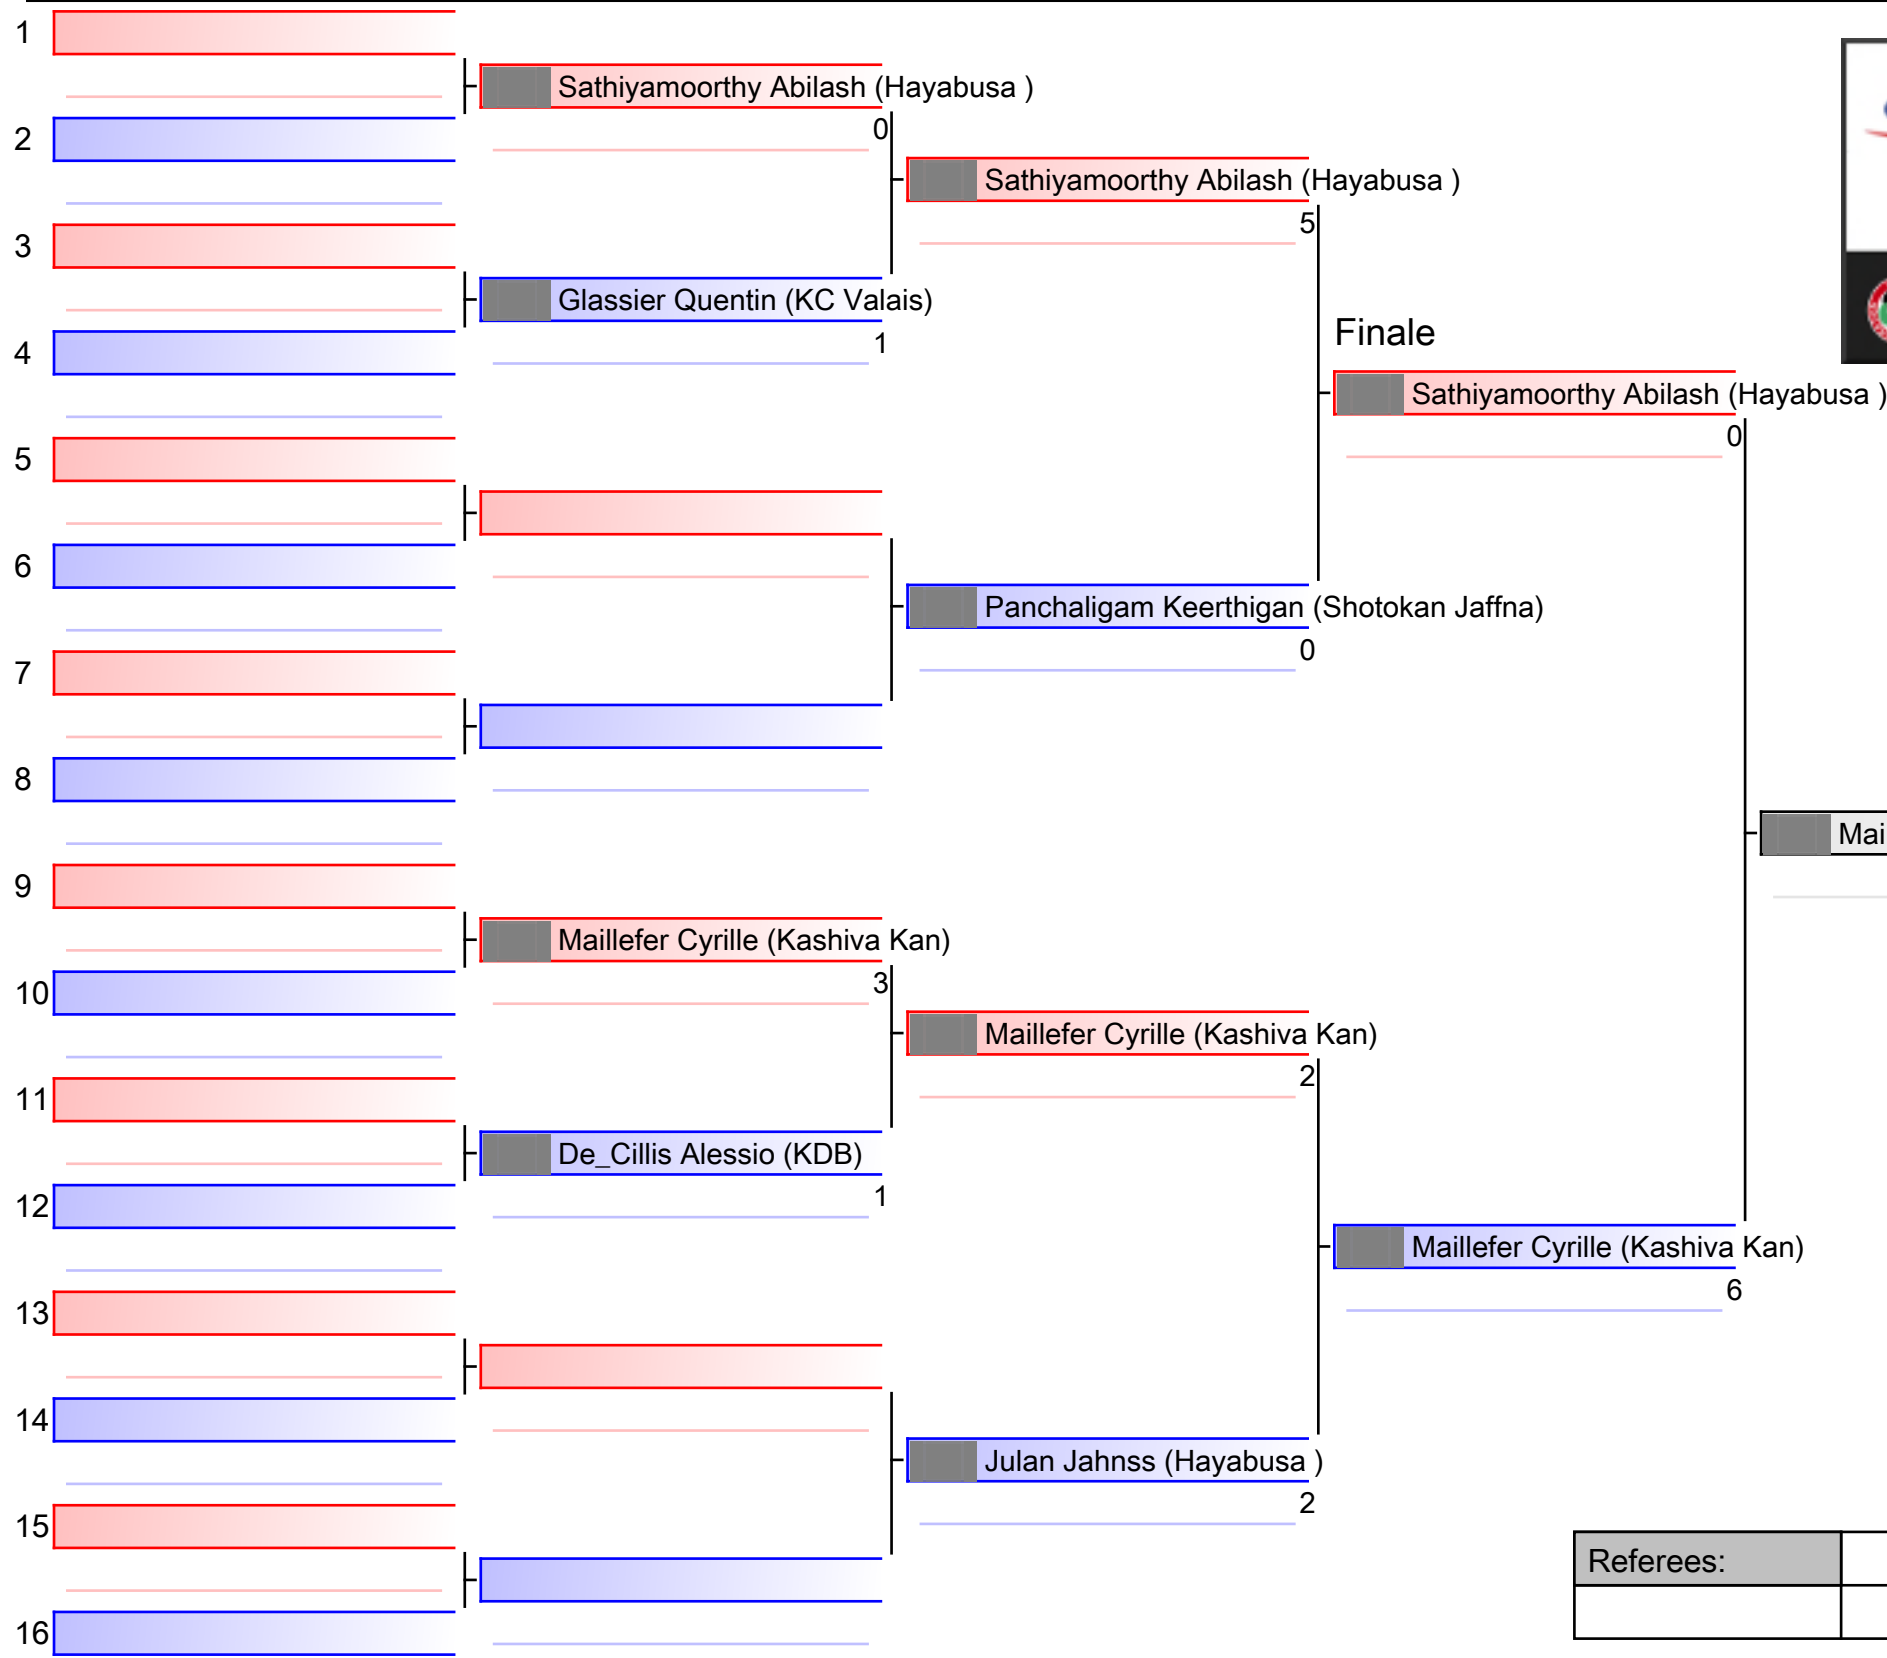 1
Sathiyamoorthy Abilash (Hayabusa )
0
2
Sathiyamoorthy Abilash (Hayabusa )
5
3
Glassier Quentin (KC Valais)
1
Finale
4
Sathiyamoorthy Abilash (Hayabusa )
0
5
6
Panchaligam Keerthigan (Shotokan Jaffna)
0
7
8
Mai
9
Maillefer Cyrille (Kashiva Kan)
3
10
Maillefer Cyrille (Kashiva Kan)
2
11
De_Cillis Alessio (KDB)
1
12
Maillefer Cyrille (Kashiva Kan)
6
13
14
Julan Jahnss (Hayabusa )
2
15
Referees:
16